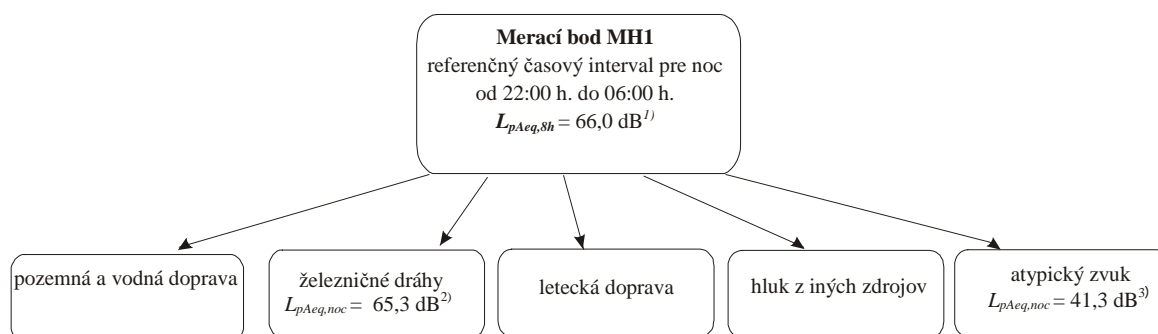 Merací bod MH1
referenčný časový interval pre noc
od 22:00 h. do 06:00 h.
LpAeq,8h = 66,0 dB1)
pozemná a vodná doprava
železničné dráhy
LpAeq,noc = 65,3 dB2)
letecká doprava
hluk z iných zdrojov
atypický zvuk
LpAeq,noc = 41,3 dB3)